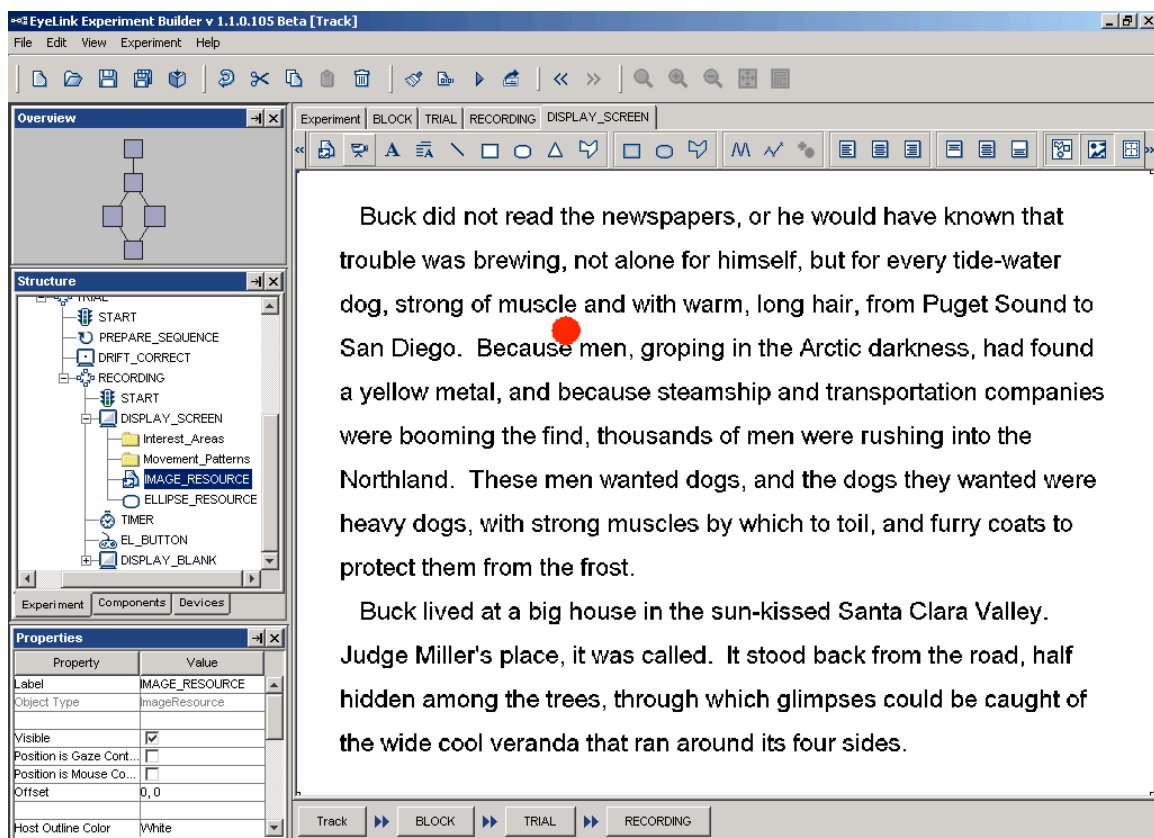 EyeLink Experiment Builder v 1.1.0.105 Beta [Track]
File Edit View Experiment Help
Overview
Experiment BLOCK TRIAL RECORDING DISPLAY_SCREEN
Structure
TRIAL
START
PREPARE_SEQUENCE
DRIFT_CORRECT
RECORDING
START
DISPLAY_SCREEN
Interest_Areas
Movement_Patterns
IMAGE_RESOURCE
ELLIPSE_RESOURCE
TIMER
EL_BUTTON
DISPLAY_BLANK
Experiment Components Devices
Properties
Property Value
Label IMAGE_RESOURCE
Object Type ImageResource
Visible
Position is Gaze Cont...
Position is Mouse Co...
Offset 0, 0
Host Outline Color White
Buck did not read the newspapers, or he would have known that
trouble was brewing, not alone for himself, but for every tide-water
dog, strong of muscle and with warm, long hair, from Puget Sound to
San Diego. Because men, groping in the Arctic darkness, had found
a yellow metal, and because steamship and transportation companies
were booming the find, thousands of men were rushing into the
Northland. These men wanted dogs, and the dogs they wanted were
heavy dogs, with strong muscles by which to toil, and furry coats to
protect them from the frost.
Buck lived at a big house in the sun-kissed Santa Clara Valley.
Judge Miller's place, it was called. It stood back from the road, half
hidden among the trees, through which glimpses could be caught of
the wide cool veranda that ran around its four sides.
Track BLOCK TRIAL RECORDING